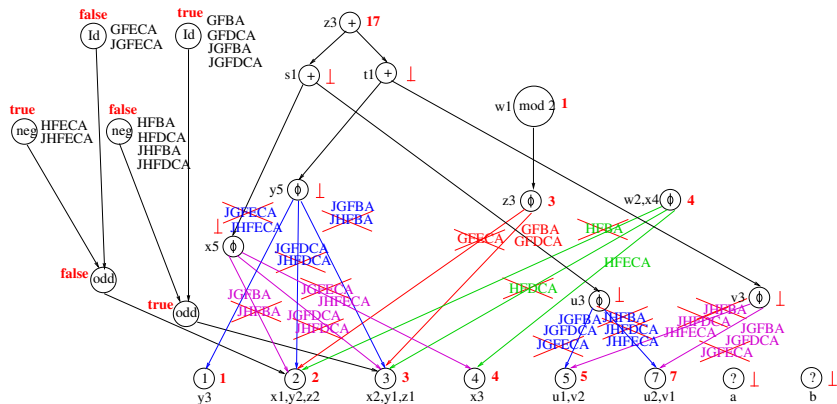 false
true
Id
GFECA
JGFECA
Id
GFBA
GFDCA
JGFBA
JGFDCA
z3 + 17
s1 + ⊥
t1 + ⊥
w1 mod 2 1
true
neg
HFECA
JHFECA
false
neg
HFBA
HFDCA
JHFBA
JHFDCA
y5 ϕ ⊥
z3 ϕ 3
w2,x4 ϕ 4
JGFECA
JHFECA
JGFBA
JHFBA
⊥
x5 ϕ
GFECA
GFBA
GFDCA
HFBA
JGFDCA
JHFDCA
HFECA
false odd
true odd
JGFBA
JHFBA
JGFECA
JHFECA
JGFDCA
JHFDCA
HFDCA
u3 ϕ ⊥
v3 ϕ ⊥
JGFBA
JGFDCA
JGFECA
JHFBA
JHFDCA
JHFECA
JHFBA
JHFDCA
JHFECA
JGFBA
JGFDCA
JGFECA
1 1
2 2
3 3
4 4
5 5
7 7
? ⊥
? ⊥
y3
x1,y2,z2
x2,y1,z1
x3
u1,v2
u2,v1
a
b